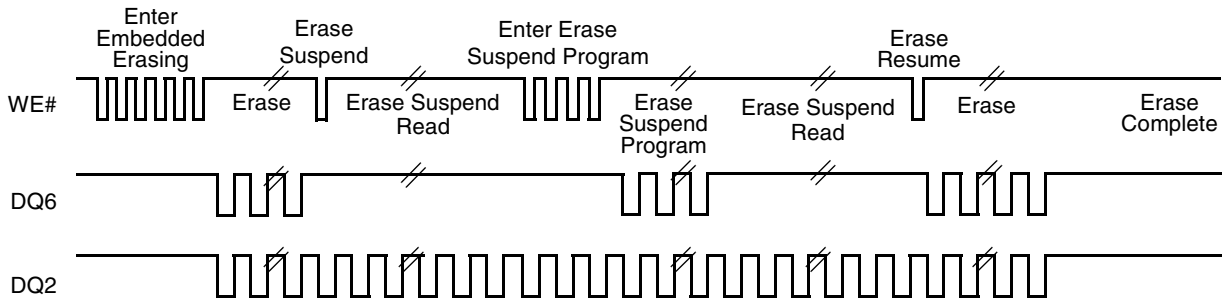 Enter
Embedded
Erasing
Erase
Suspend
Enter Erase
Suspend Program
Erase
Resume
WE#
Erase
Erase Suspend
Read
Erase
Suspend
Program
Erase Suspend
Read
Erase
Erase
Complete
DQ6
DQ2